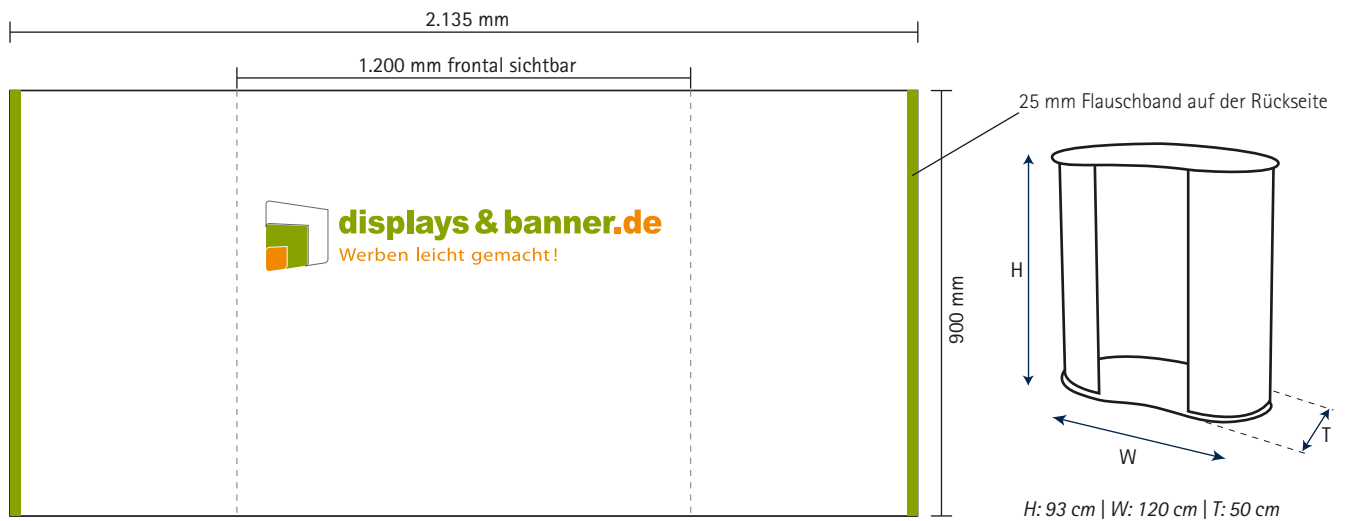 2.135 mm
1.200 mm frontal sichtbar
25 mm Flauschband auf der Rückseite
displays & banner.de
Werben leicht gemacht!
900 mm
H
W
T
H: 93 cm | W: 120 cm | T: 50 cm